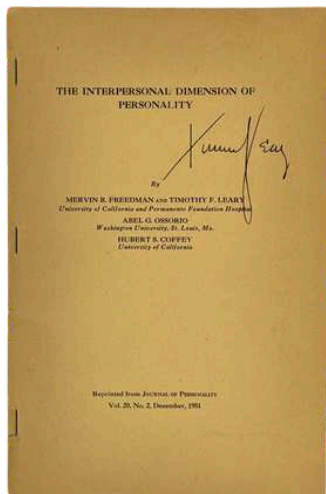 THE INTERPERSONAL DIMENSION OF
PERSONALITY
By
MERVIN B. FREEDMAN AND TIMOTHY F. LEARY
University of California and Permanente Foundation Hospital
ABEL G. OSSORIO
Washington University, St. Louis, Mo.
HUBERT S. COFFEY
University of California
Reprinted from JOURNAL OF PERSONALITY
Vol. 20, No. 2, December, 1951